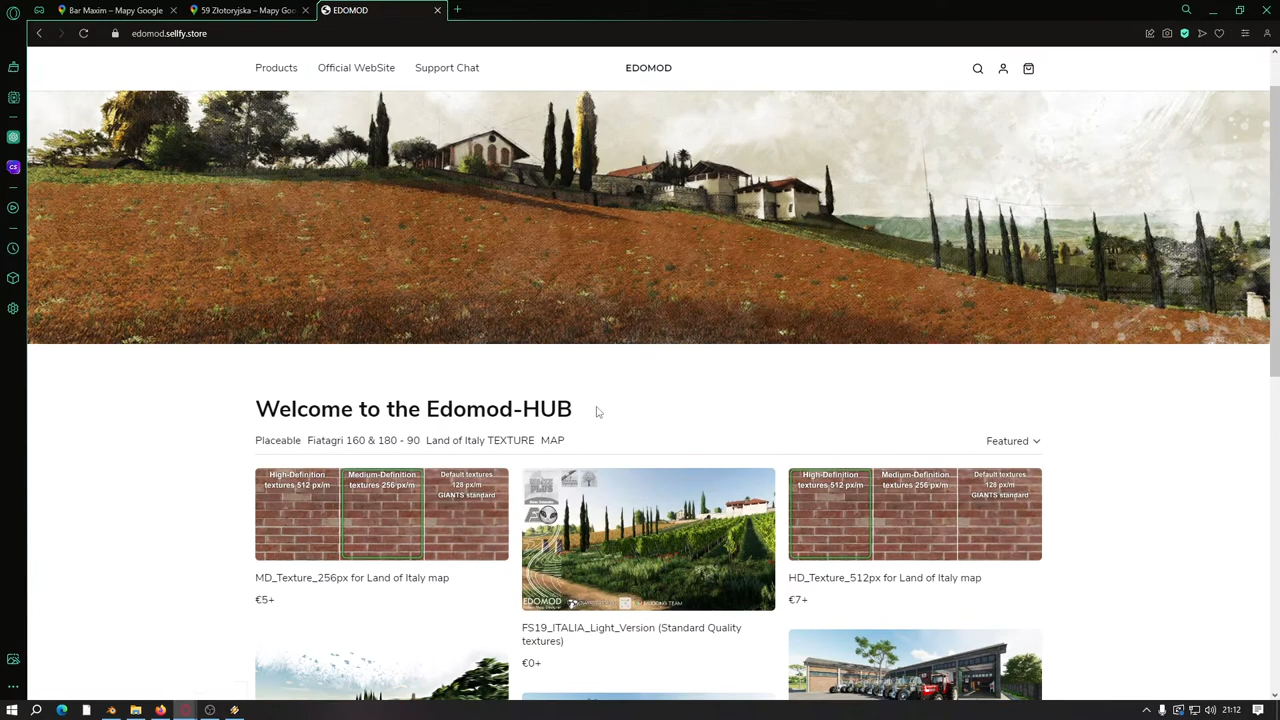 Bar Maxim – Mapy Google
59 Złotoryjska – Mapy Goo
EDOMOD
edomod.sellfy.store
Products
Official WebSite
Support Chat
EDOMOD
Welcome to the Edomod-HUB
Placeable
Fiatagri 160 & 180 - 90
Land of Italy TEXTURE
MAP
Featured
High-Definition
textures 512 px/m
Medium-Definition
textures 256 px/m
Default textures
128 px/m
GIANTS standard
MD_Texture_256px for Land of Italy map
€5+
EDOMOD
FS19_ITALIA_Light_Version (Standard Quality
textures)
€0+
High-Definition
textures 512 px/m
Medium-Definition
textures 256 px/m
Default textures
128 px/m
GIANTS standard
HD_Texture_512px for Land of Italy map
€7+
CS
21:12